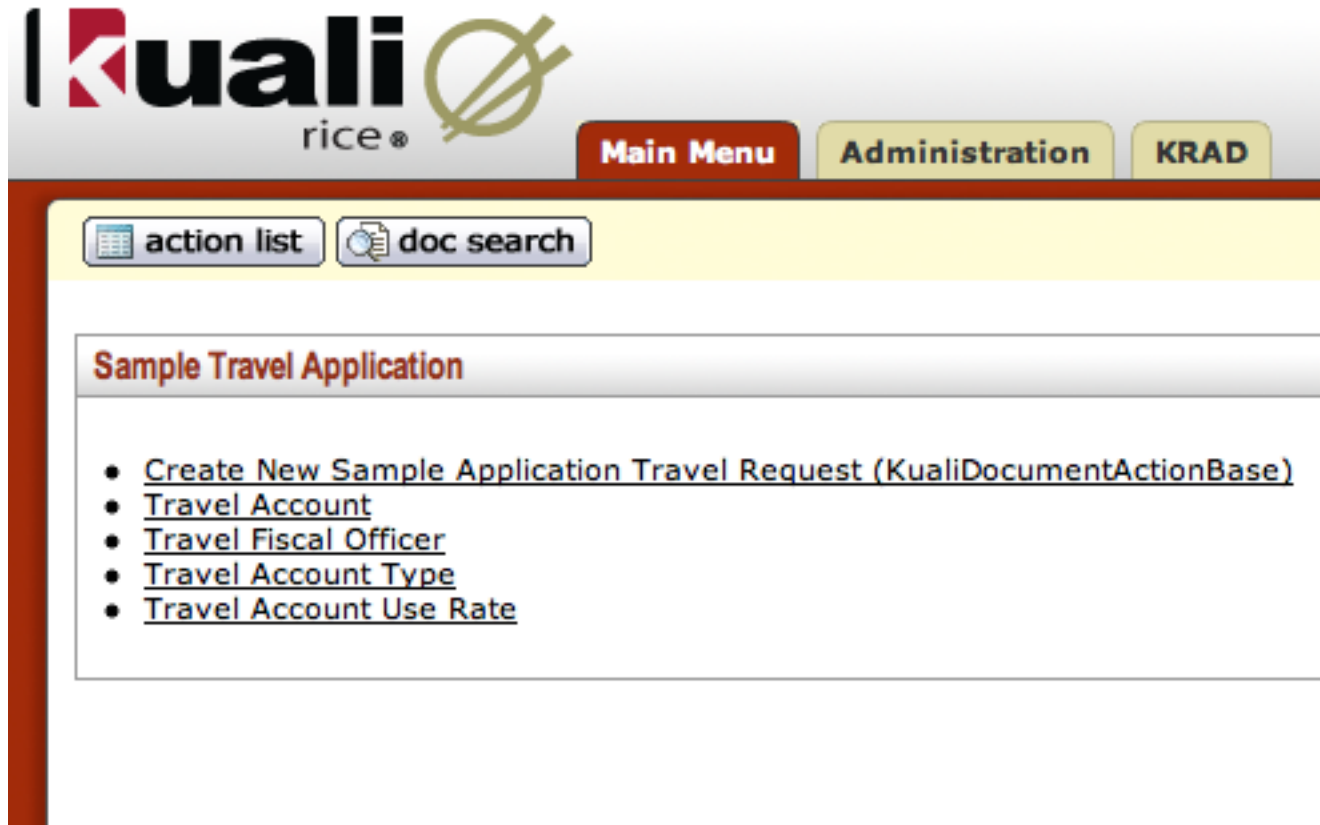 kuali
rice®
Main Menu Administration KRAD
action list doc search
Sample Travel Application
Create New Sample Application Travel Request (KualiDocumentActionBase)
Travel Account
Travel Fiscal Officer
Travel Account Type
Travel Account Use Rate